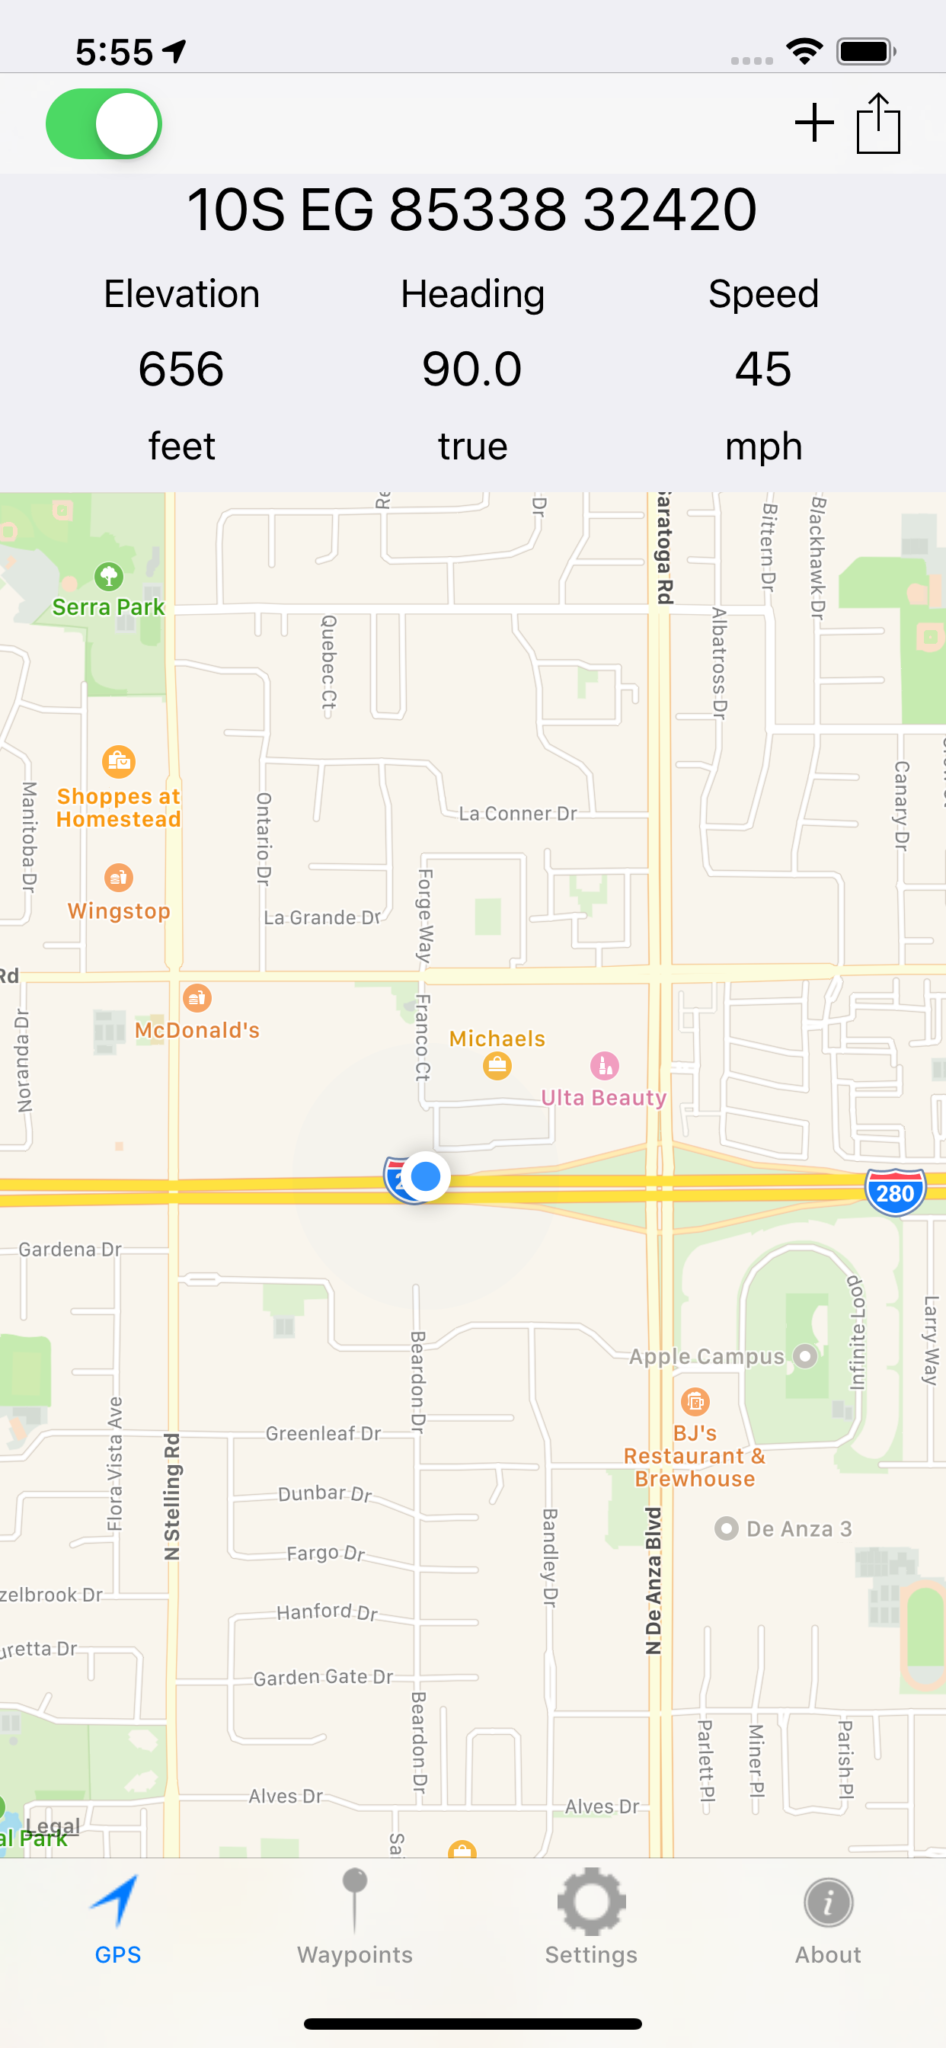 5:55
10S EG 85338 32420
Elevation
Heading
Speed
656
90.0
45
feet
true
mph
Dr
Saratoga Rd
Bittern Dr
Blackhawk Dr
Serra Park
Quebec Ct
Albatross Dr
Shoppes at
Homestead
Manitoba Dr
Ontario Dr
La Conner Dr
Canary Dr
Wingstop
La Grande Dr
Forge Way
Rd
McDonald's
Noranda Dr
Franco Ct
Michaels
Ulta Beauty
280
Gardena Dr
Beardon Dr
Apple Campus
Infinite Loop
Larry Way
BJ's
Restaurant &
Brewhouse
Flora Vista Ave
N Stelling Rd
Greenleaf Dr
Dunbar Dr
Bandley Dr
N De Anza Blvd
De Anza 3
Fargo Dr
zelbrook Dr
Hanford Dr
uretta Dr
Garden Gate Dr
Beardon Dr
Parlett Pl
Miner Pl
Parish Pl
Alves Dr
Alves Dr
Legal
al Park
Sa
GPS
Waypoints
Settings
About